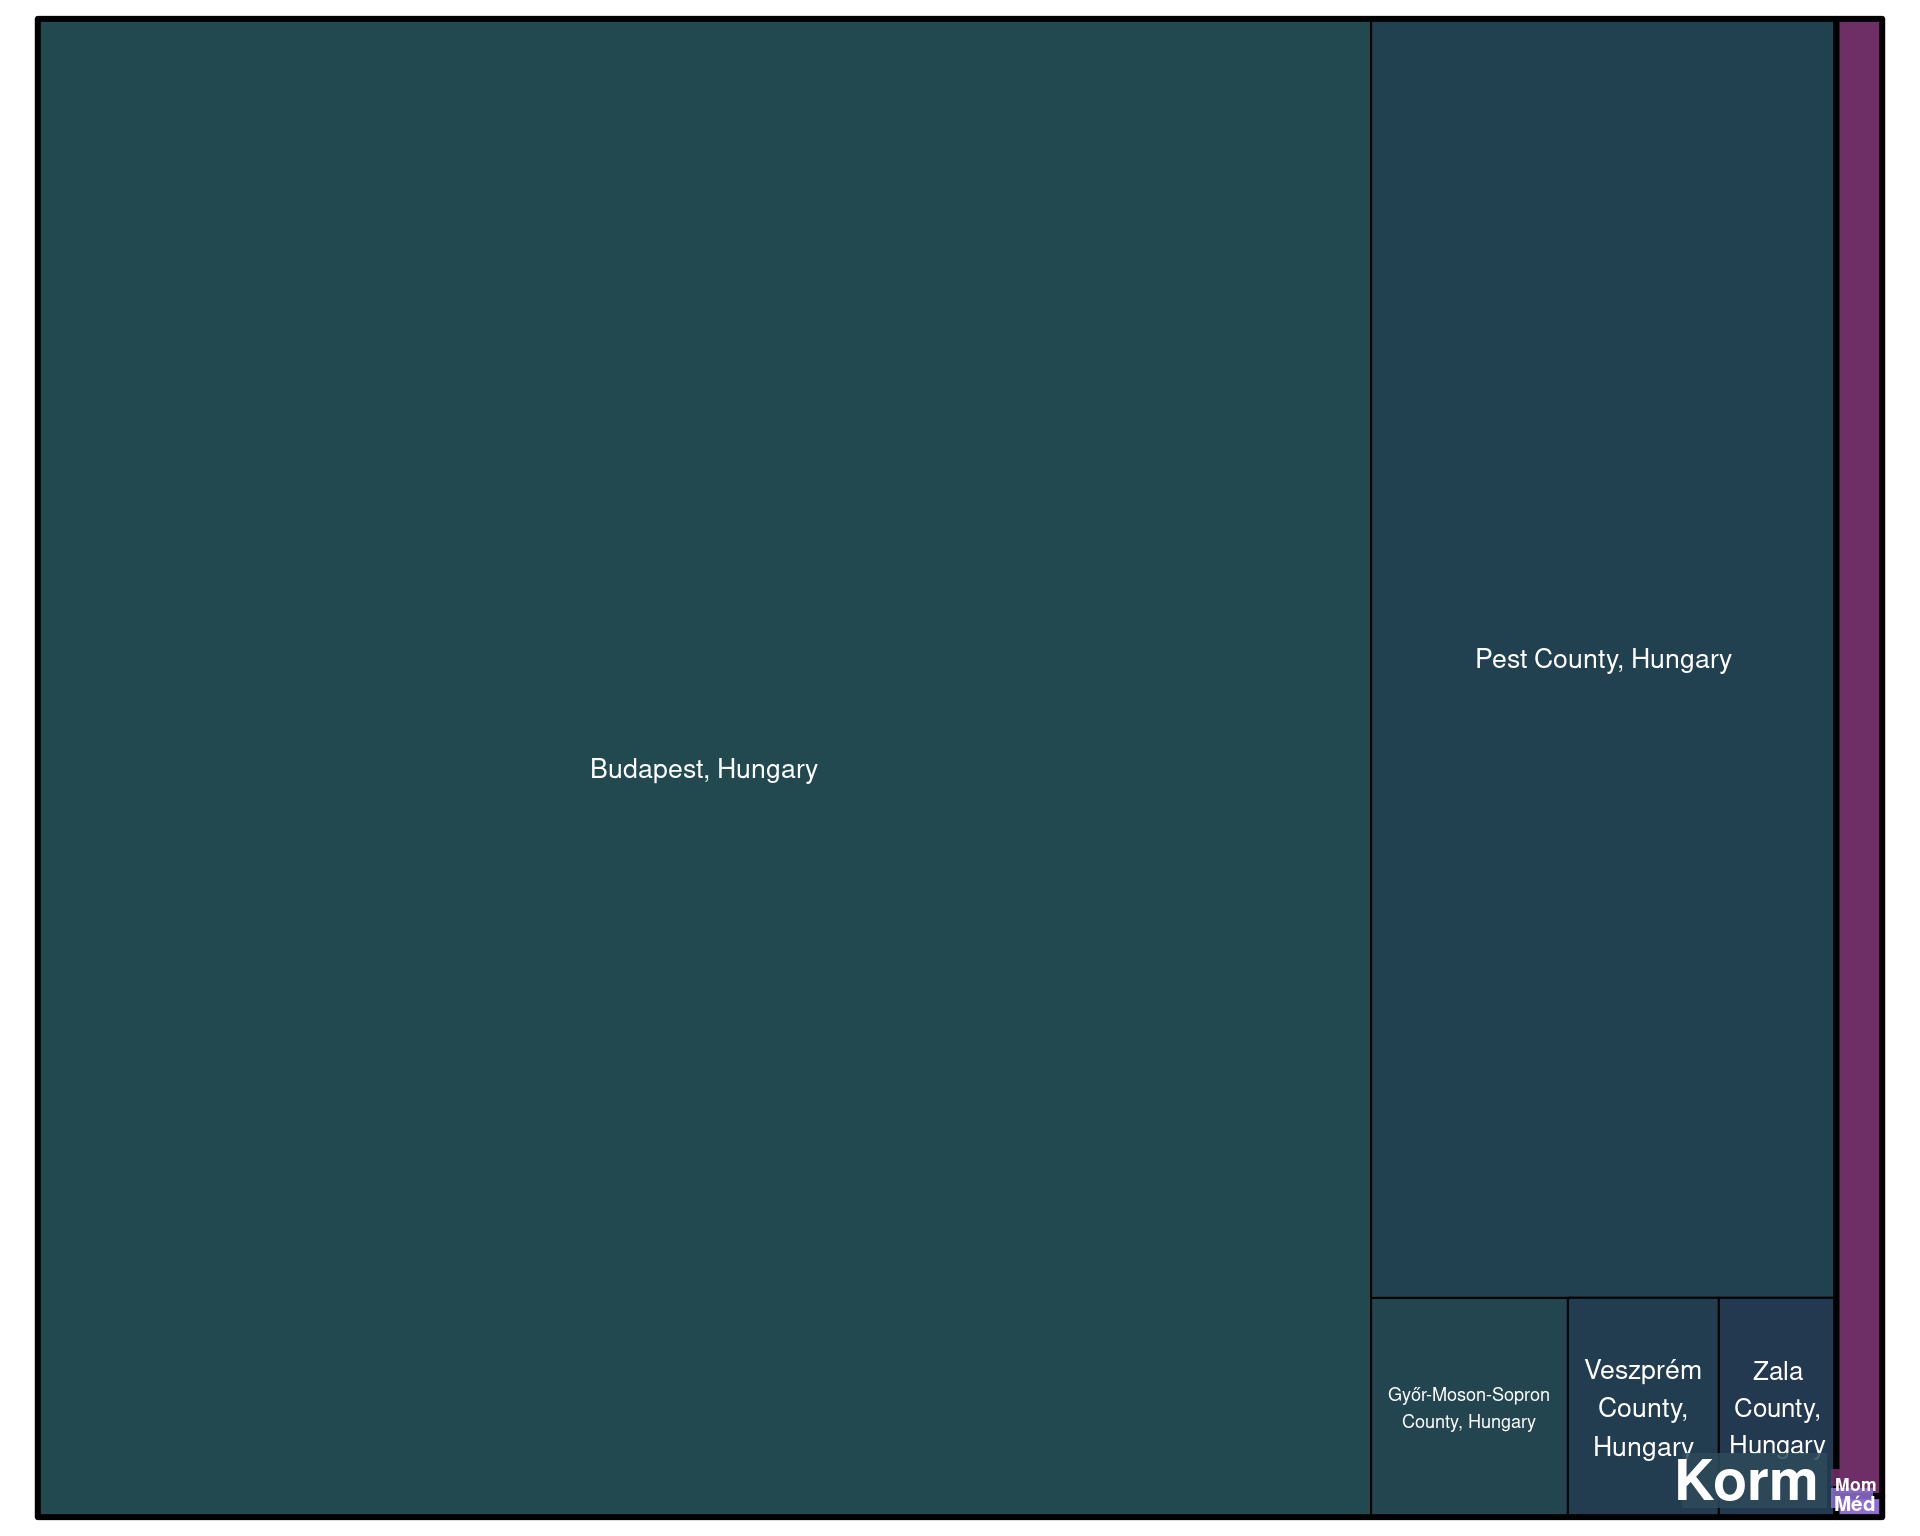 Budapest, Hungary
Pest County, Hungary
Győr-Moson-Sopron
County, Hungary
Veszprém
County,
Hungary
Zala
County,
Hungary
Korm
Mom
Méd